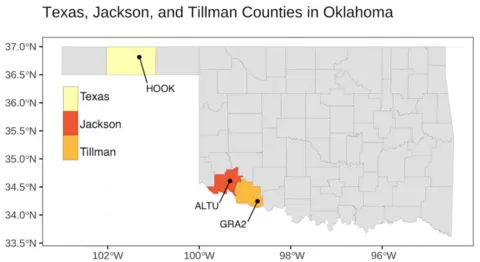 Texas, Jackson, and Tillman Counties in Oklahoma
37.0°N
36.5°N
36.0°N
35.5°N
35.0°N
34.5°N
34.0°N
33.5°N
HOOK
Texas
Jackson
Tillman
ALTU
GRA2
102°W
100°W
98°W
96°W